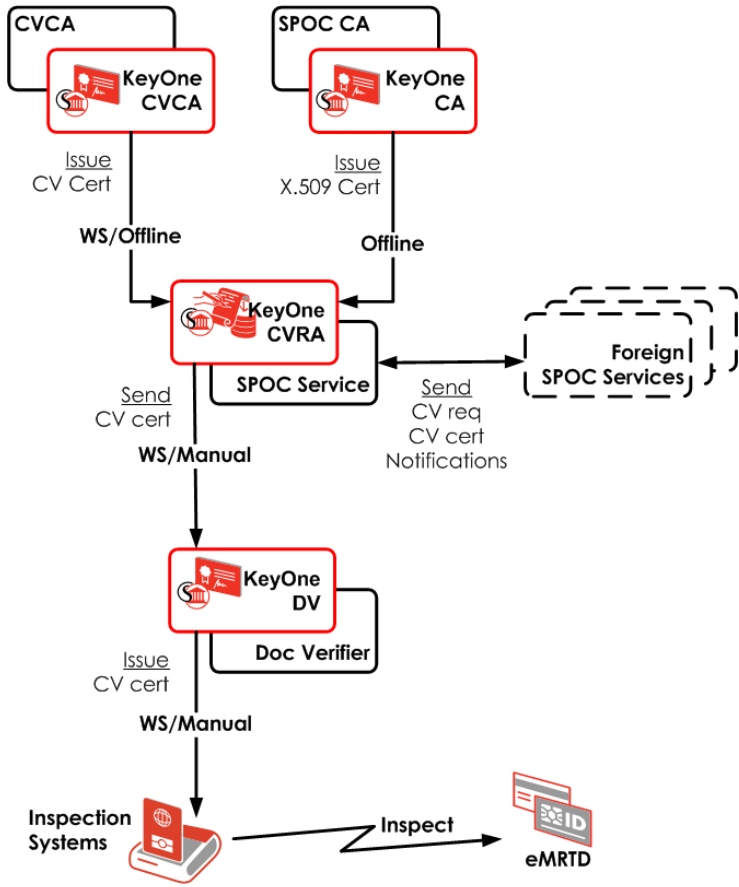 CVCA
KeyOne
CVCA
SPOC CA
KeyOne
CA
Issue
CV Cert
WS/Offline
Issue
X.509 Cert
Offline
KeyOne
CVRA
SPOC Service
Foreign
SPOC Services
Send
CV cert
WS/Manual
Send
CV req
CV cert
Notifications
KeyOne
DV
Doc Verifier
Issue
CV cert
WS/Manual
Inspection
Systems
Inspect
ID
eMRTD